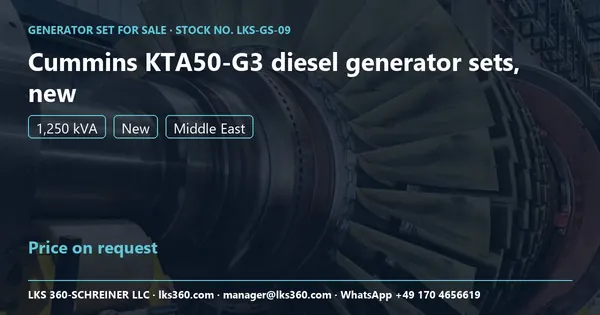 GENERATOR SET FOR SALE · STOCK NO. LKS-GS-09
Cummins KTA50-G3 diesel generator sets,
new
1,250 kVA
New
Middle East
Price on request
LKS 360-SCHREINER LLC · lks360.com · manager@lks360.com · WhatsApp +49 170 4656619